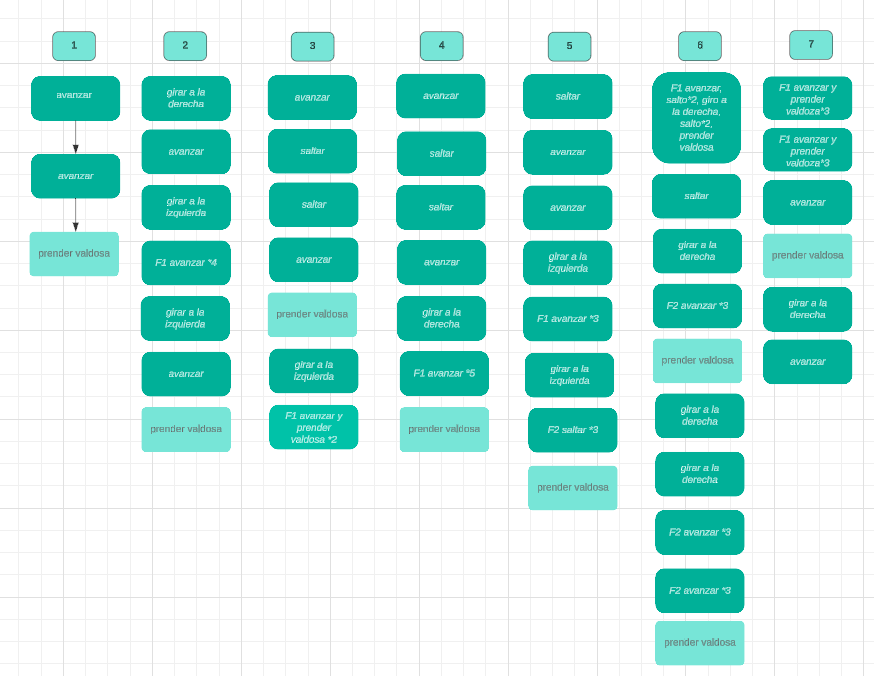 1
avanzar
avanzar
prender valdosa
2
girar a la
derecha
avanzar
girar a la
izquierda
F1 avanzar *4
girar a la
izquierda
avanzar
prender valdosa
3
avanzar
saltar
saltar
avanzar
prender valdosa
girar a la
izquierda
F1 avanzar y
prender
valdosa *2
4
avanzar
saltar
saltar
avanzar
girar a la
derecha
F1 avanzar *5
prender valdosa
5
saltar
avanzar
avanzar
girar a la
izquierda
F1 avanzar *3
girar a la
izquierda
F2 saltar *3
prender valdosa
6
F1 avanzar,
salto*2, giro a
la derecha,
salto*2,
prender
valdosa
saltar
girar a la
derecha
F2 avanzar *3
prender valdosa
girar a la
derecha
girar a la
derecha
F2 avanzar *3
F2 avanzar *3
prender valdosa
7
F1 avanzar y
prender
valdoza*3
F1 avanzar y
prender
valdoza*3
avanzar
prender valdosa
girar a la
derecha
avanzar